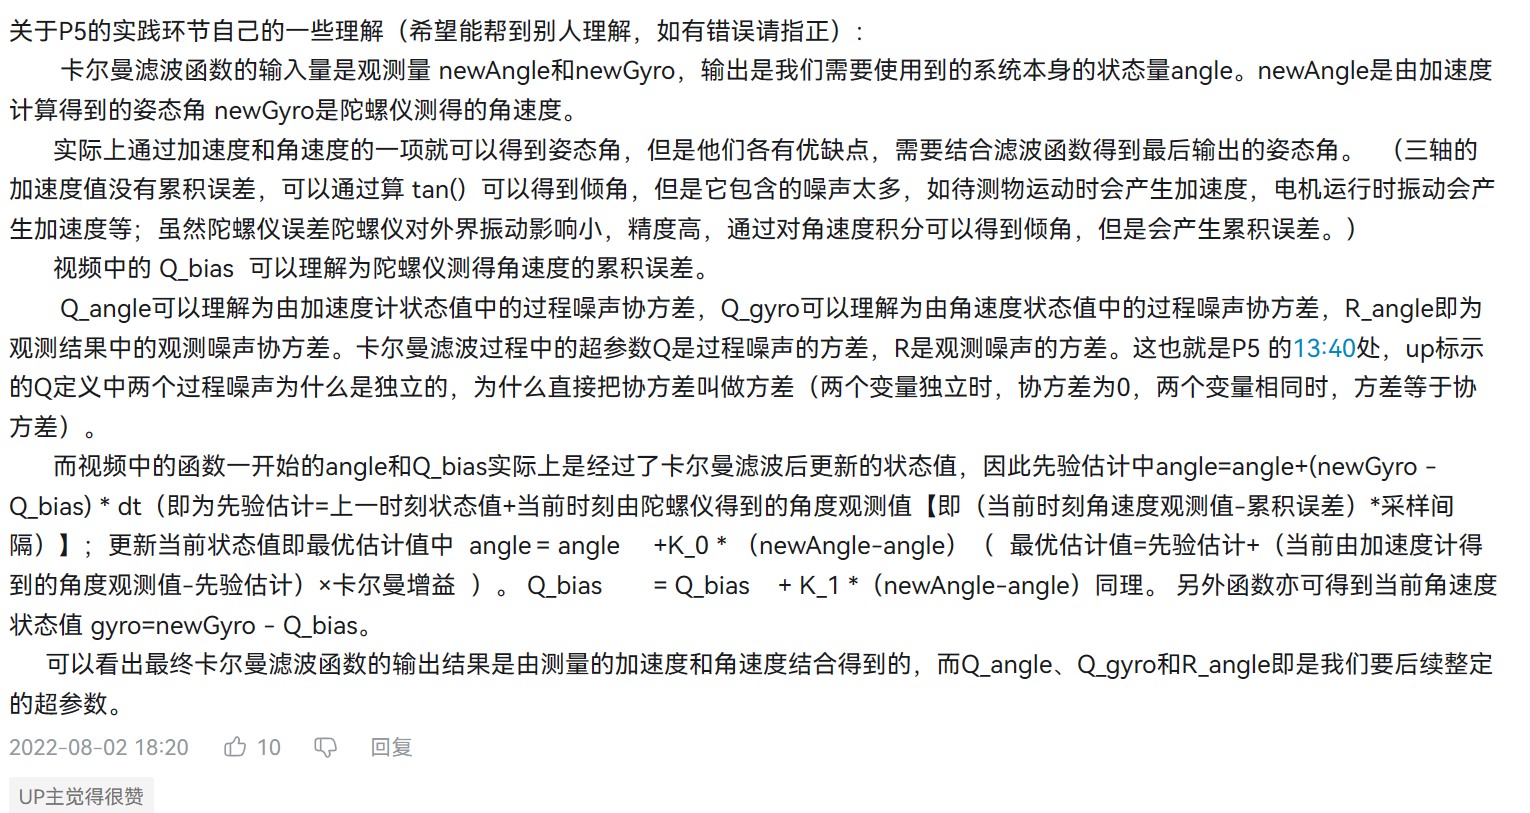 关于P5的实践环节自己的一些理解（希望能帮到别人理解，如有错误请指正）：
卡尔曼滤波函数的输入量是观测量 newAngle和newGyro，输出是我们需要使用到的系统本身的状态量angle。newAngle是由加速度
计算得到的姿态角 newGyro是陀螺仪测得的角速度。
实际上通过加速度和角速度的一项就可以得到姿态角，但是他们各有优缺点，需要结合滤波函数得到最后输出的姿态角。 （三轴的
加速度值没有累积误差，可以通过算 tan()）可以得到倾角，但是它包含的噪声太多，如待测物运动时会产生加速度，电机运行时振动会产
生加速度等；虽然陀螺仪误差陀螺仪对外界振动影响小，精度高，通过对角速度积分可以得到倾角，但是会产生累积误差。）
视频中的 Q_bias 可以理解为陀螺仪测得角速度的累积误差。
Q_angle可以理解为由加速度计状态值中的过程噪声协方差，Q_gyro可以理解为由角速度状态值中的过程噪声协方差，R_angle即为
观测结果中的观测噪声协方差。卡尔曼滤波过程中的超参数Q是过程噪声的方差，R是观测噪声的方差。这也就是P5 的13:40处，up标示
的Q定义中两个过程噪声为什么是独立的，为什么直接把协方差叫做方差（两个变量独立时，协方差为0，两个变量相同时，方差等于协
方差）。
而视频中的函数一开始的angle和Q_bias实际上是经过了卡尔曼滤波后更新的状态值，因此先验估计中angle=angle+(newGyro -
Q_bias) * dt（即为先验估计=上一时刻状态值+当前时刻由陀螺仪得到的角度观测值【即（当前时刻角速度观测值-累积误差）*采样间
隔）】；更新当前状态值即最优估计值中 angle = angle +K_0 * （newAngle-angle）（ 最优估计值=先验估计+（当前由加速度计得
到的角度观测值-先验估计）×卡尔曼增益 ）。 Q_bias = Q_bias + K_1 *（newAngle-angle）同理。 另外函数亦可得到当前角速度
状态值 gyro=newGyro - Q_bias。
可以看出最终卡尔曼滤波函数的输出结果是由测量的加速度和角速度结合得到的，而Q_angle、Q_gyro和R_angle即是我们要后续整定
的超参数。
2022-08-02 18:20 10 回复
UP主觉得很赞